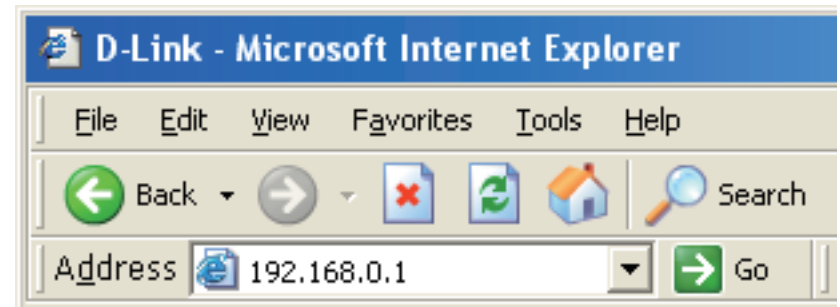 D-Link - Microsoft Internet Explorer
File Edit View Favorites Tools Help
Back Search
Address 192.168.0.1 Go